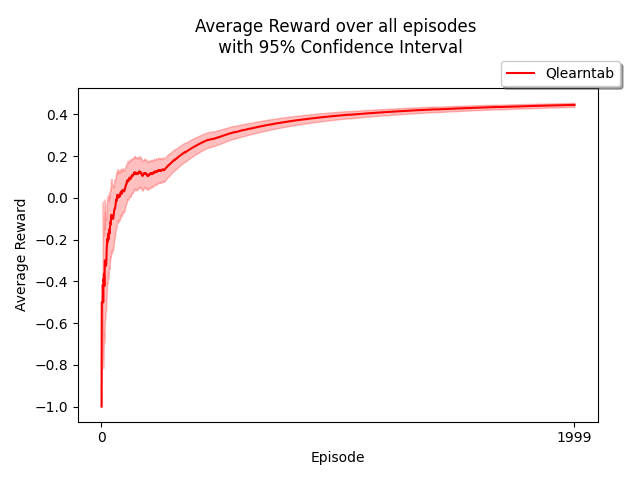 Average Reward over all episodes
with 95% Confidence Interval
Qlearntab
Average Reward
0.4
0.2
0.0
−0.2
−0.4
−0.6
−0.8
−1.0
0
1999
Episode